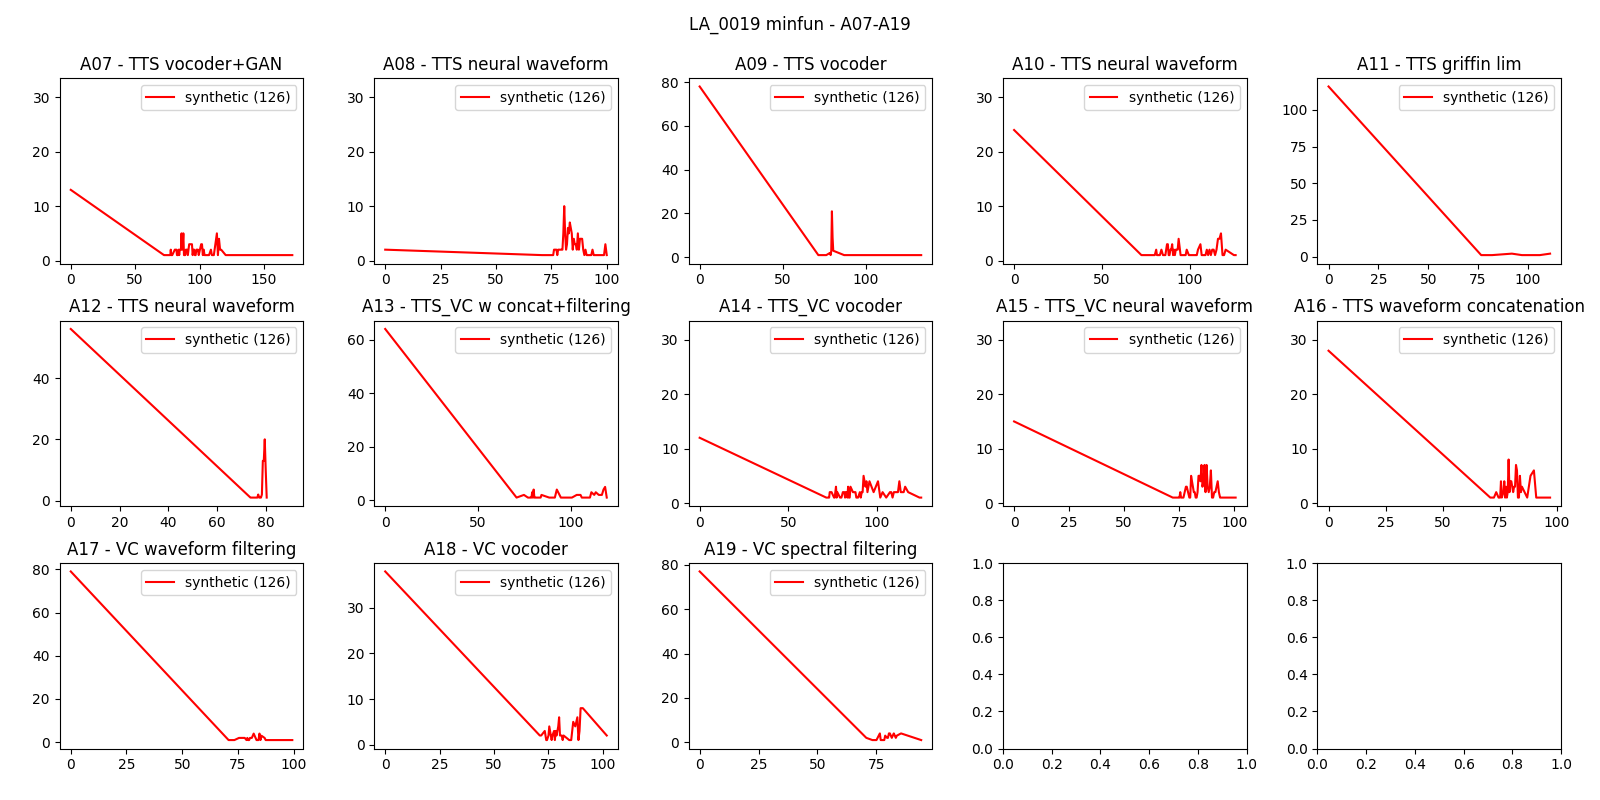 LA_0019 minfun - A07-A19
A07 - TTS vocoder+GAN
synthetic (126)
30
20
10
0
0 50 100 150
A08 - TTS neural waveform
synthetic (126)
30
20
10
0
0 25 50 75 100
A09 - TTS vocoder
synthetic (126)
80
60
40
20
0
0 50 100
A10 - TTS neural waveform
synthetic (126)
30
20
10
0
0 50 100
A11 - TTS griffin lim
synthetic (126)
100
75
50
25
0
0 25 50 75 100
A12 - TTS neural waveform
synthetic (126)
40
20
0
0 20 40 60 80
A13 - TTS_VC w concat+filtering
synthetic (126)
60
40
20
0
0 50 100
A14 - TTS_VC vocoder
synthetic (126)
30
20
10
0
0 50 100
A15 - TTS_VC neural waveform
synthetic (126)
30
20
10
0
0 25 50 75 100
A16 - TTS waveform concatenation
synthetic (126)
30
20
10
0
0 25 50 75 100
A17 - VC waveform filtering
synthetic (126)
80
60
40
20
0
0 25 50 75 100
A18 - VC vocoder
synthetic (126)
30
20
10
0
0 25 50 75 100
A19 - VC spectral filtering
synthetic (126)
80
60
40
20
0
0 25 50 75
1.0
0.8
0.6
0.4
0.2
0.0
0.0 0.2 0.4 0.6 0.8 1.0
1.0
0.8
0.6
0.4
0.2
0.0
0.0 0.2 0.4 0.6 0.8 1.0